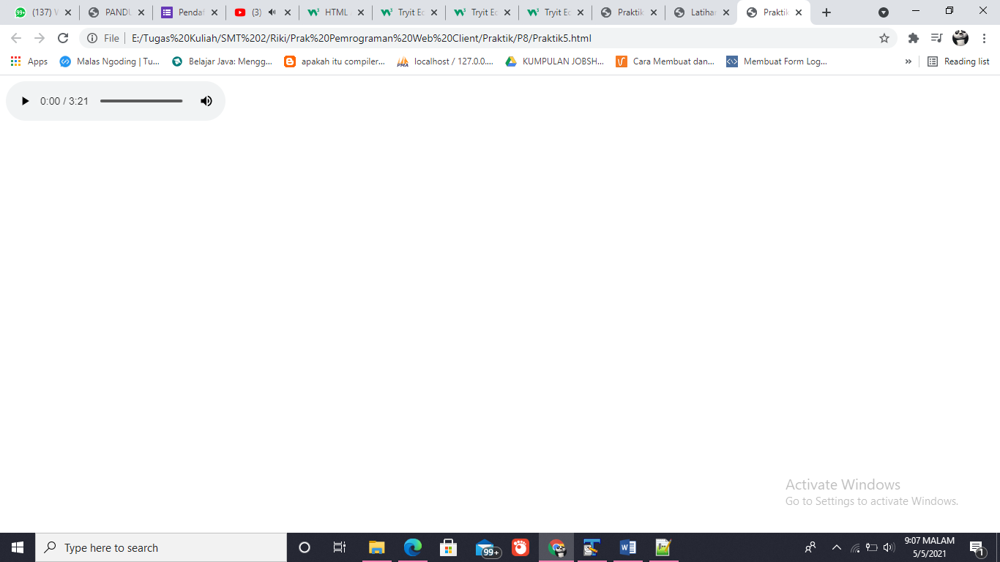 (137) W
PANDU
Pendaf
(3)
HTML
Tryit Ec
Tryit Ec
Tryit Ec
Praktik
Latihar
Praktik
File
E:/Tugas%20Kuliah/SMT%202/Riki/Prak%20Pemrograman%20Web%20Client/Praktik/P8/Praktik5.html
Apps
Malas Ngoding | Tu...
Belajar Java: Mengg...
apakah itu compiler...
localhost / 127.0.0....
KUMPULAN JOBSH...
Cara Membuat dan...
Membuat Form Log...
»
Reading list
0:00 / 3:21
Activate Windows
Go to Settings to activate Windows.
Type here to search
99+
9:07 MALAM
5/5/2021
1